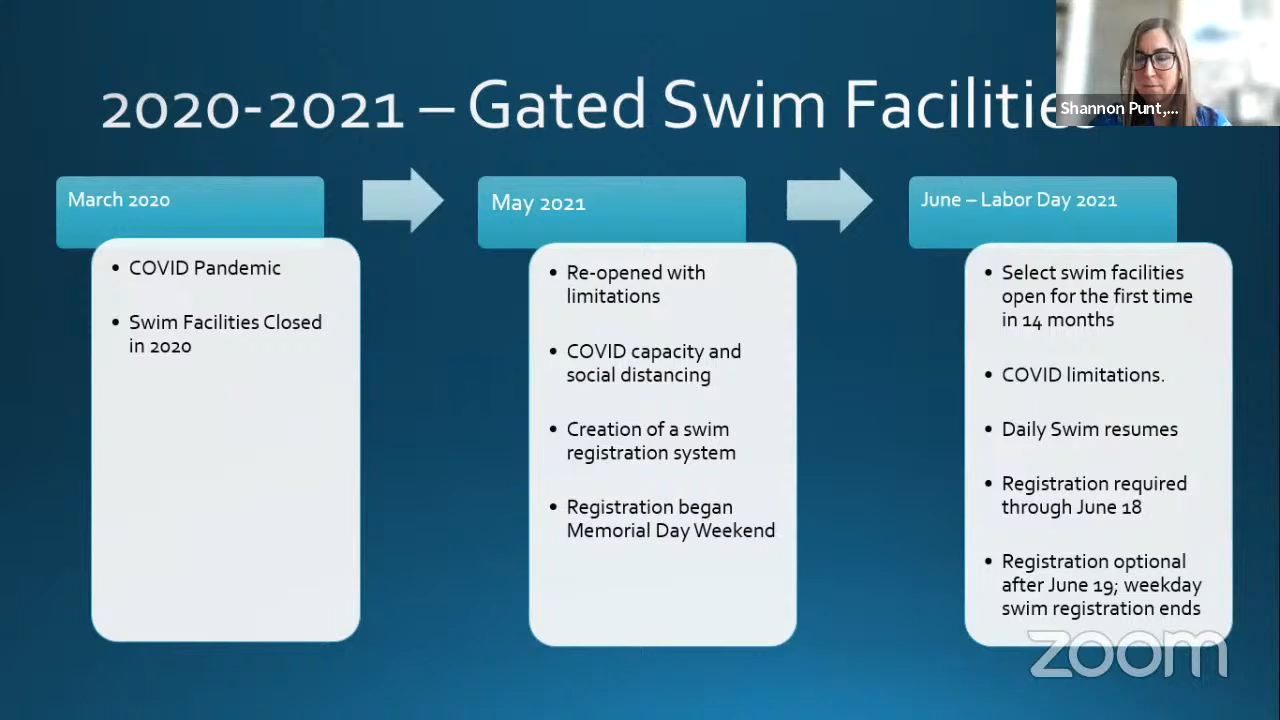 2020-2021 – Gated Swim Facilities
Shannon Punt,...
March 2020
• COVID Pandemic
• Swim Facilities Closed
in 2020
May 2021
• Re-opened with
limitations
• COVID capacity and
social distancing
• Creation of a swim
registration system
• Registration began
Memorial Day Weekend
June – Labor Day 2021
• Select swim facilities
open for the first time
in 14 months
• COVID limitations.
• Daily Swim resumes
• Registration required
through June 18
• Registration optional
after June 19; weekday
swim registration ends
zoom